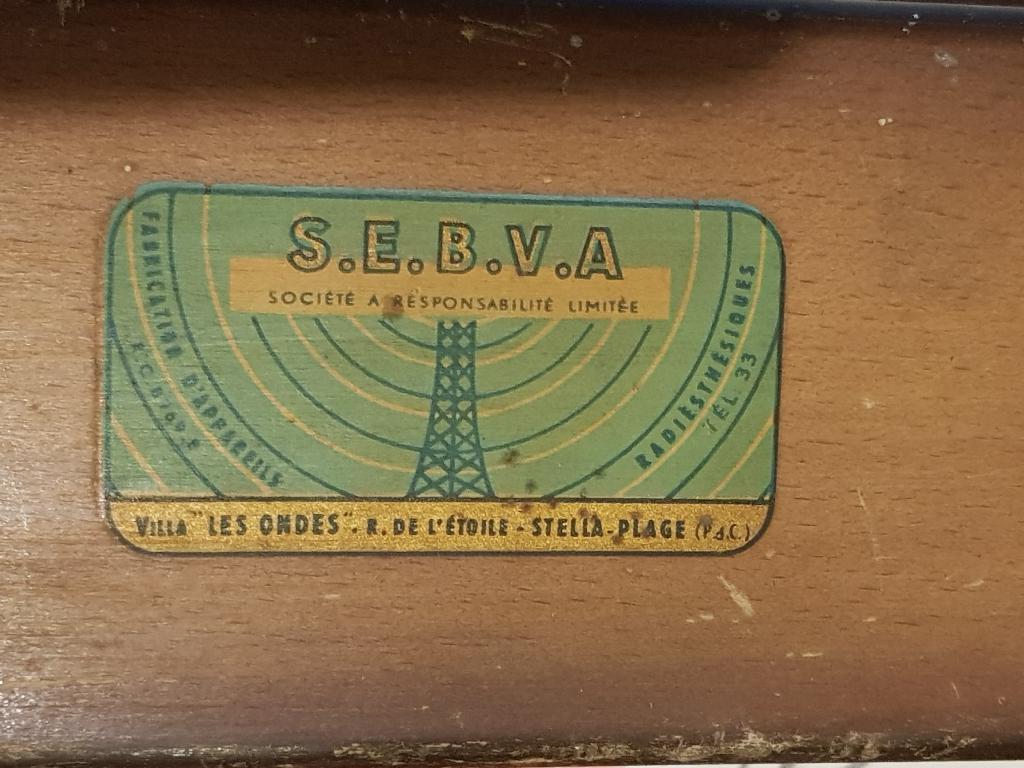 S.E.B.V.A
SOCIÉTÉ A RESPONSABILITÉ LIMITÉE
FABRICATION D'APPAREILS
RADIESTHÉSIQUES
TÉL. 33
VILLA "LES ONDES" - R. DE L'ÉTOILE - STELLA-PLAGE (P.d.C.)